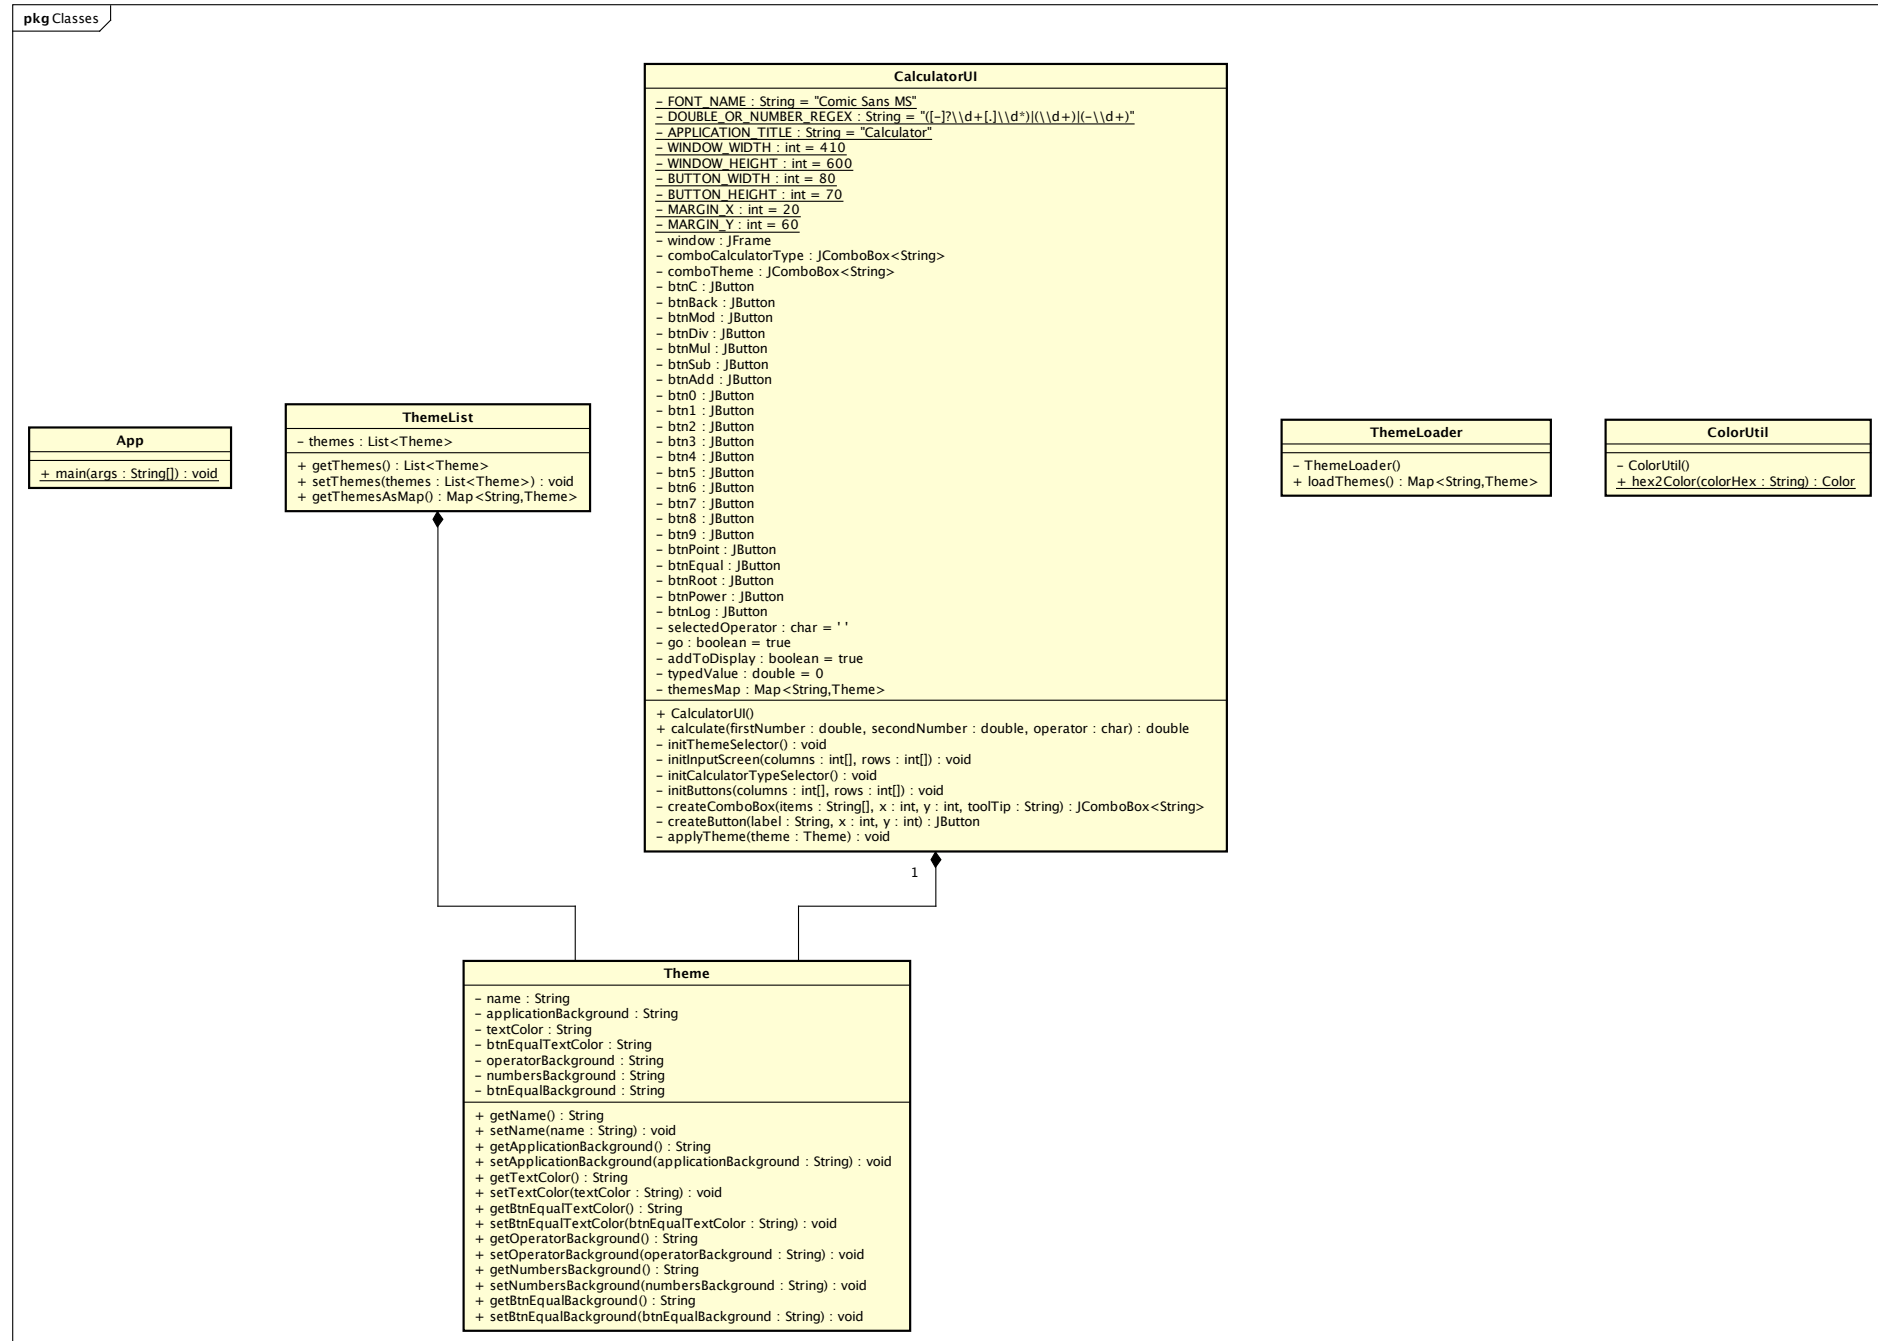 pkg Classes
CalculatorUI
- FONT_NAME : String = "Comic Sans MS"
- DOUBLE_OR_NUMBER_REGEX : String = "([-]?\\d+[.]\\d*)|(\\d+)|(-\\d+)"
- APPLICATION_TITLE : String = "Calculator"
- WINDOW_WIDTH : int = 410
- WINDOW_HEIGHT : int = 600
- BUTTON_WIDTH : int = 80
- BUTTON_HEIGHT : int = 70
- MARGIN_X : int = 20
- MARGIN_Y : int = 60
- window : JFrame
- comboCalculatorType : JComboBox<String>
- comboTheme : JComboBox<String>
- btnC : JButton
- btnBack : JButton
- btnMod : JButton
- btnDiv : JButton
- btnMul : JButton
- btnSub : JButton
- btnAdd : JButton
- btn0 : JButton
- btn1 : JButton
- btn2 : JButton
- btn3 : JButton
- btn4 : JButton
- btn5 : JButton
- btn6 : JButton
- btn7 : JButton
- btn8 : JButton
- btn9 : JButton
- btnPoint : JButton
- btnEqual : JButton
- btnRoot : JButton
- btnPower : JButton
- btnLog : JButton
- selectedOperator : char = ' '
- go : boolean = true
- addToDisplay : boolean = true
- typedValue : double = 0
- themesMap : Map<String,Theme>
+ CalculatorUI()
+ calculate(firstNumber : double, secondNumber : double, operator : char) : double
- initThemeSelector() : void
- initInputScreen(columns : int[], rows : int[]) : void
- initCalculatorTypeSelector() : void
- initButtons(columns : int[], rows : int[]) : void
- createComboBox(items : String[], x : int, y : int, toolTip : String) : JComboBox<String>
- createButton(label : String, x : int, y : int) : JButton
- applyTheme(theme : Theme) : void
App
+ main(args : String[]) : void
ThemeList
- themes : List<Theme>
+ getThemes() : List<Theme>
+ setThemes(themes : List<Theme>) : void
+ getThemesAsMap() : Map<String,Theme>
ThemeLoader
- ThemeLoader()
+ loadThemes() : Map<String,Theme>
ColorUtil
- ColorUtil()
+ hex2Color(colorHex : String) : Color
1
Theme
- name : String
- applicationBackground : String
- textColor : String
- btnEqualTextColor : String
- operatorBackground : String
- numbersBackground : String
- btnEqualBackground : String
+ getName() : String
+ setName(name : String) : void
+ getApplicationBackground() : String
+ setApplicationBackground(applicationBackground : String) : void
+ getTextColor() : String
+ setTextColor(textColor : String) : void
+ getBtnEqualTextColor() : String
+ setBtnEqualTextColor(btnEqualTextColor : String) : void
+ getOperatorBackground() : String
+ setOperatorBackground(operatorBackground : String) : void
+ getNumbersBackground() : String
+ setNumbersBackground(numbersBackground : String) : void
+ getBtnEqualBackground() : String
+ setBtnEqualBackground(btnEqualBackground : String) : void